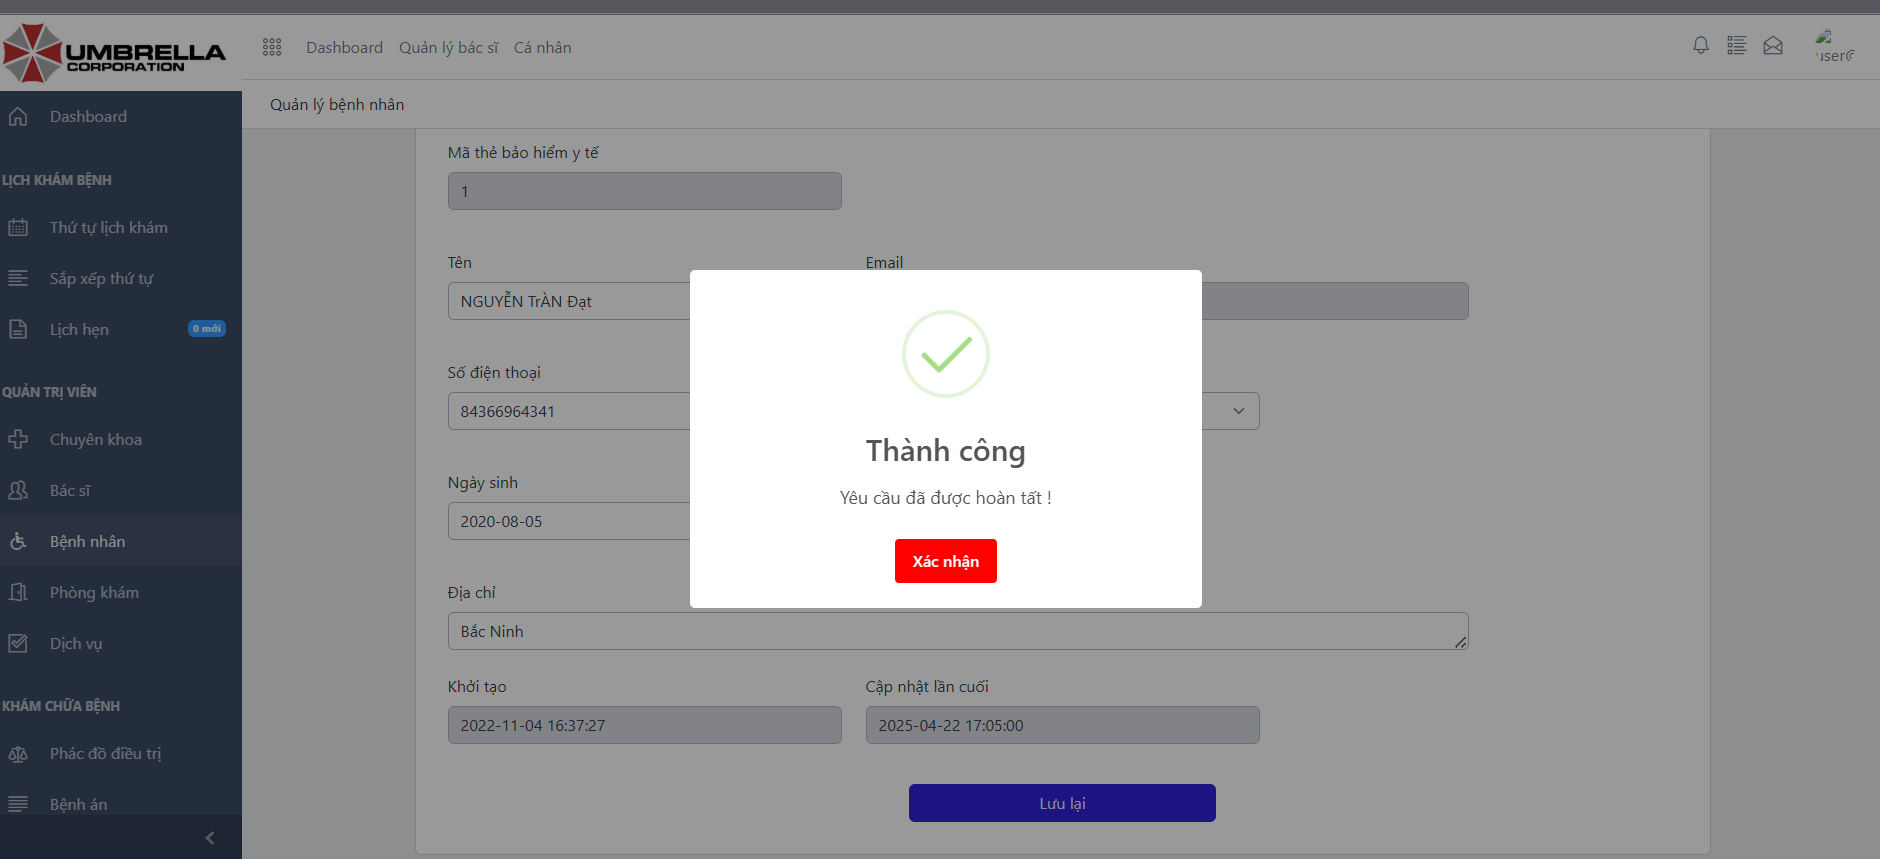 UMBRELLA
CORPORATION
Dashboard Quản lý bác sĩ Cá nhân
user@
Quản lý bệnh nhân
Dashboard
LỊCH KHÁM BỆNH
Thứ tự lịch khám
Sắp xếp thứ tự
Lịch hẹn 0 mới
QUẢN TRỊ VIÊN
Chuyên khoa
Bác sĩ
Bệnh nhân
Phòng khám
Dịch vụ
KHÁM CHỮA BỆNH
Phác đồ điều trị
Bệnh án
Mã thẻ bảo hiểm y tế
1
Tên Email
NGUYỄN TrÀN Đạt
Số điện thoại
84366964341
Ngày sinh
2020-08-05
Địa chỉ
Bắc Ninh
Khởi tạo Cập nhật lần cuối
2022-11-04 16:37:27 2025-04-22 17:05:00
Lưu lại
Thành công
Yêu cầu đã được hoàn tất !
Xác nhận